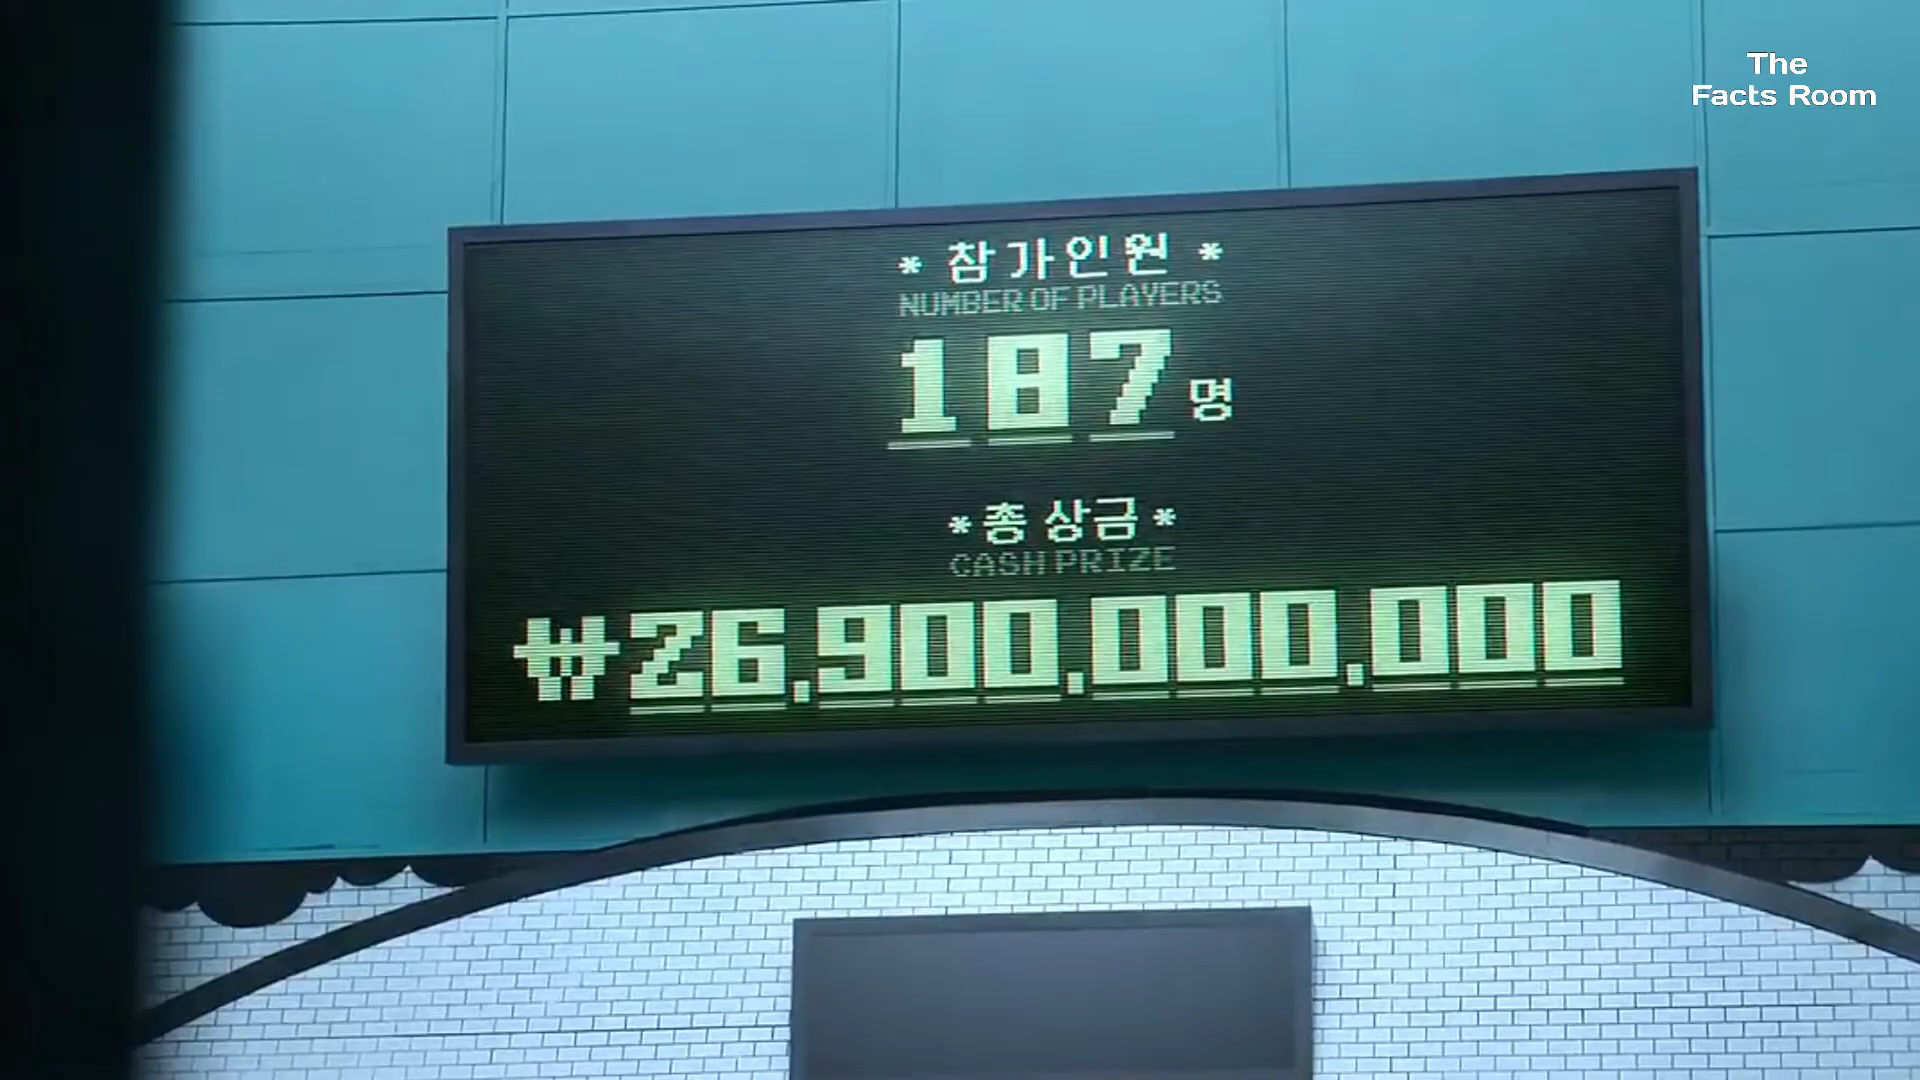 The
Facts Room
* 참가인원 *
NUMBER OF PLAYERS
187 명
* 총 상금 *
CASH PRIZE
₩26,900,000,000